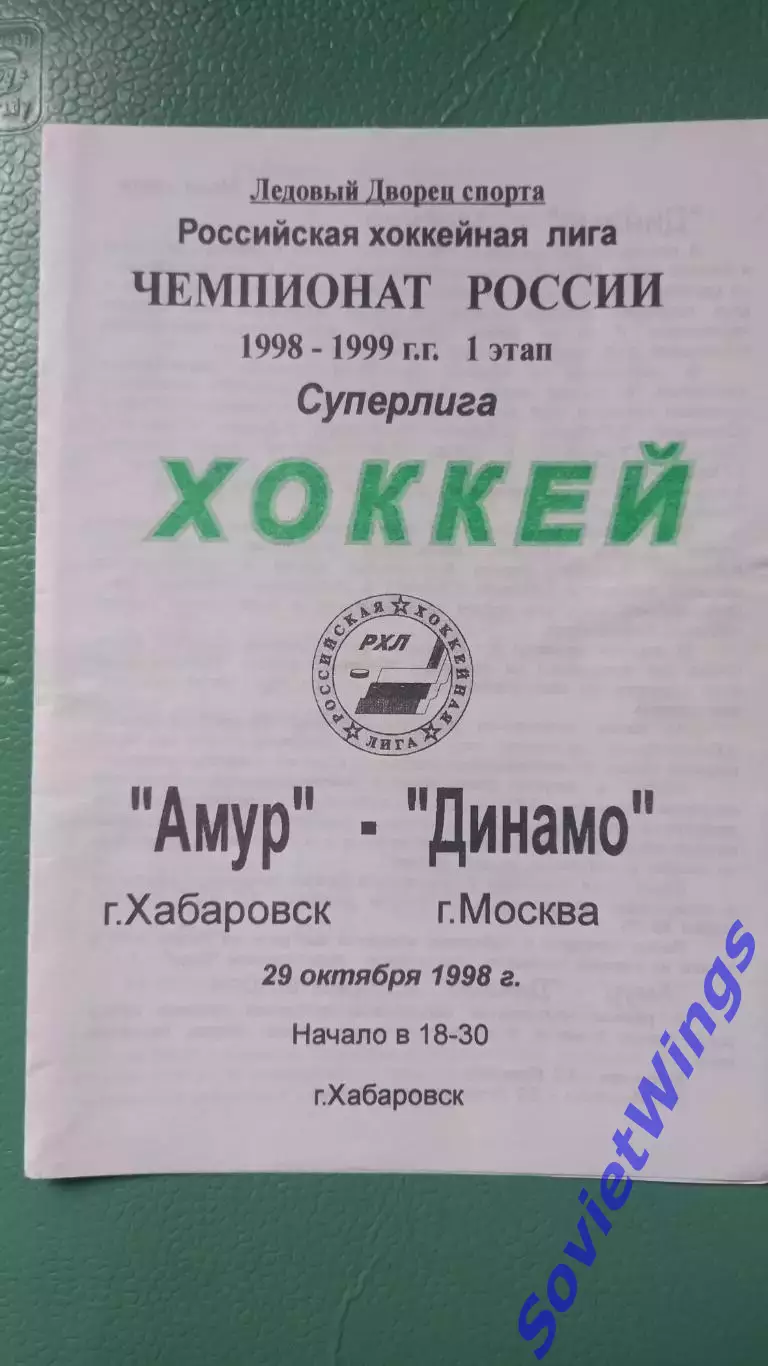 Ледовый Дворец спорта
Российская хоккейная лига
ЧЕМПИОНАТ РОССИИ
1998 - 1999 г.г. 1 этап
Суперлига
ХОККЕЙ
РОССИЙСКАЯ ХОККЕЙНАЯ ЛИГА
РХЛ
"Амур" - "Динамо"
г.Хабаровск г.Москва
29 октября 1998 г.
Начало в 18-30
г.Хабаровск
SovietWings